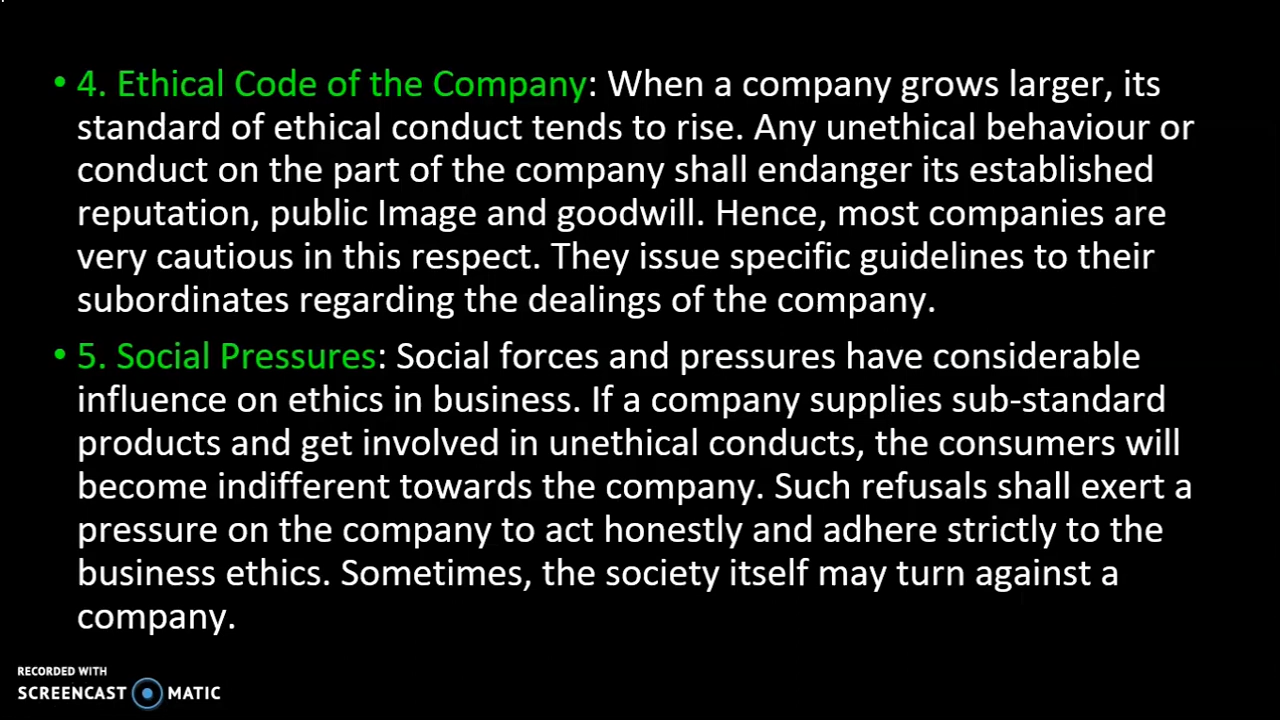 • 4. Ethical Code of the Company: When a company grows larger, its
standard of ethical conduct tends to rise. Any unethical behaviour or
conduct on the part of the company shall endanger its established
reputation, public Image and goodwill. Hence, most companies are
very cautious in this respect. They issue specific guidelines to their
subordinates regarding the dealings of the company.
• 5. Social Pressures: Social forces and pressures have considerable
influence on ethics in business. If a company supplies sub-standard
products and get involved in unethical conducts, the consumers will
become indifferent towards the company. Such refusals shall exert a
pressure on the company to act honestly and adhere strictly to the
business ethics. Sometimes, the society itself may turn against a
company.
RECORDED WITH
SCREENCAST MATIC